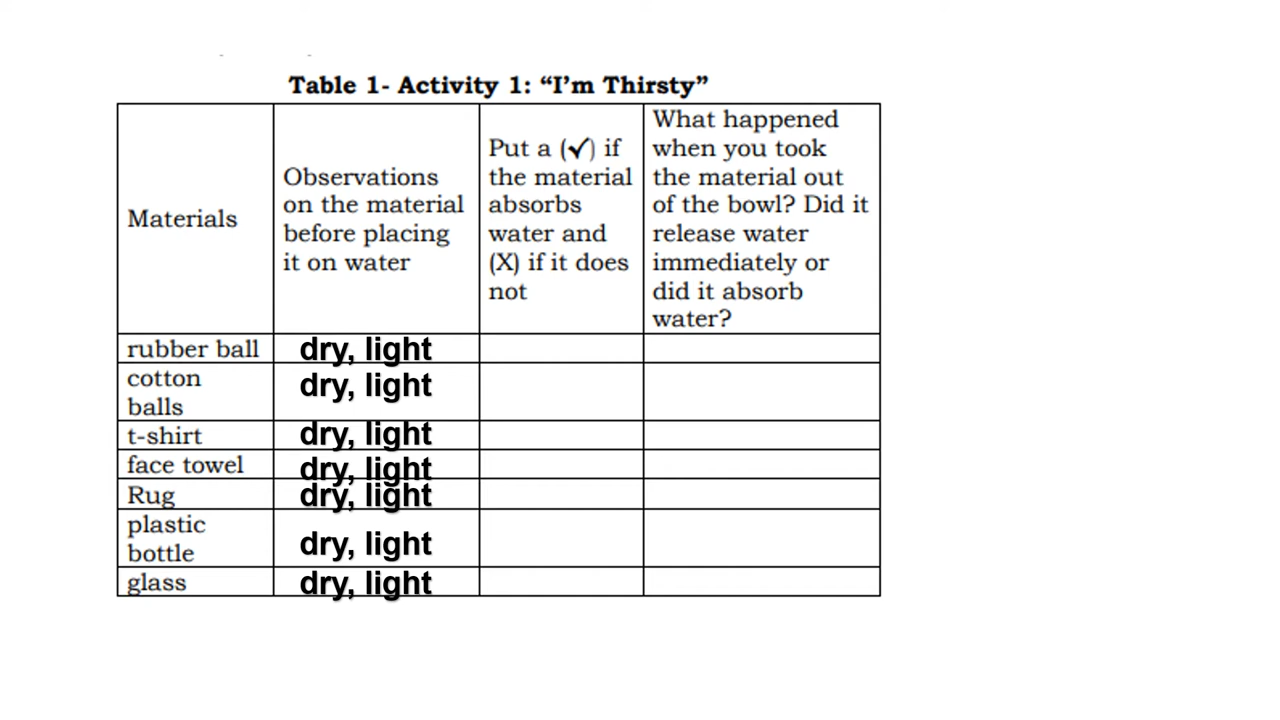 Table 1- Activity 1: “I’m Thirsty”
Materials
Observations
on the material
before placing
it on water
Put a (✓) if
the material
absorbs
water and
(X) if it does
not
What happened
when you took
the material out
of the bowl? Did it
release water
immediately or
did it absorb
water?
rubber ball
dry, light
cotton
balls
dry, light
t-shirt
dry, light
face towel
dry, light
Rug
dry, light
plastic
bottle
dry, light
glass
dry, light